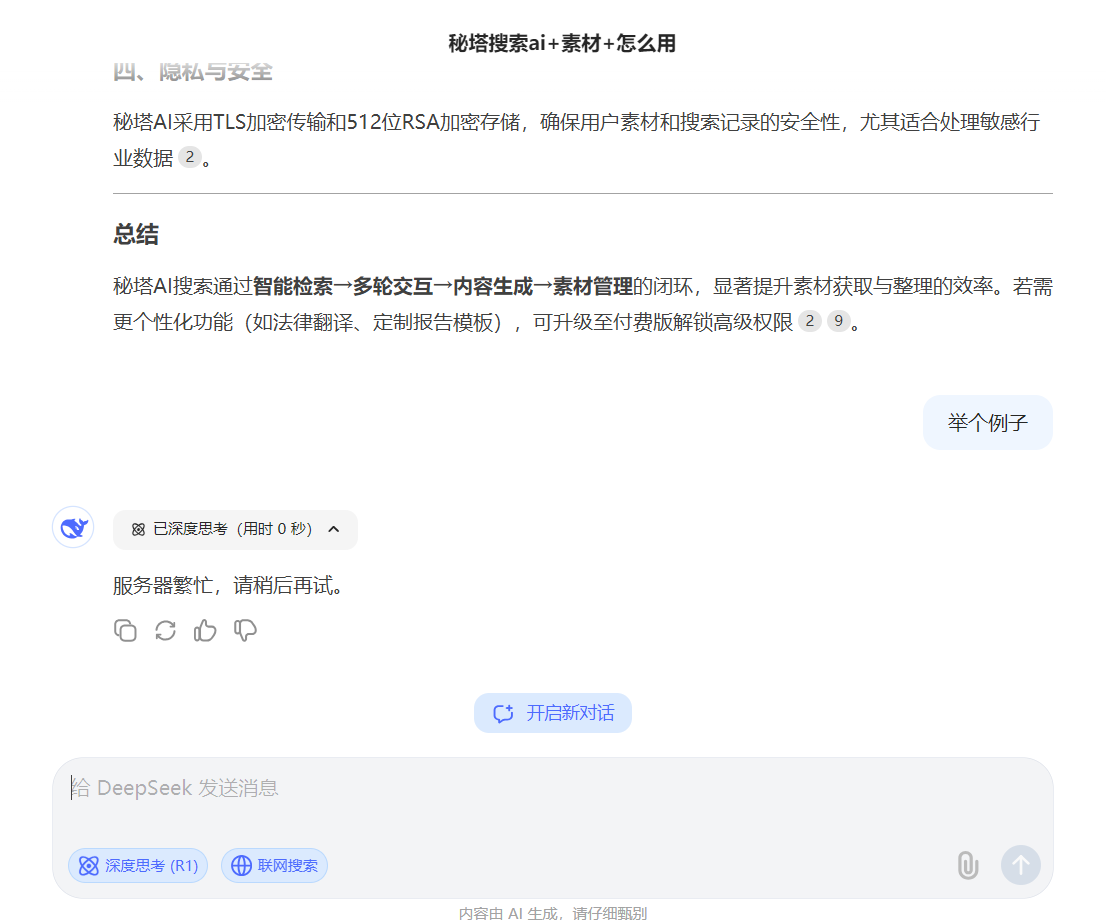 秘塔搜索ai+素材+怎么用
四、隐私与安全
秘塔AI采用TLS加密传输和512位RSA加密存储，确保用户素材和搜索记录的安全性，尤其适合处理敏感行
业数据 2 。
总结
秘塔AI搜索通过智能检索→多轮交互→内容生成→素材管理的闭环，显著提升素材获取与整理的效率。若需
更个性化功能（如法律翻译、定制报告模板），可升级至付费版解锁高级权限 2 9 。
举个例子
已深度思考（用时 0 秒）
服务器繁忙，请稍后再试。
开启新对话
给 DeepSeek 发送消息
深度思考 (R1) 联网搜索
内容由 AI 生成，请仔细甄别